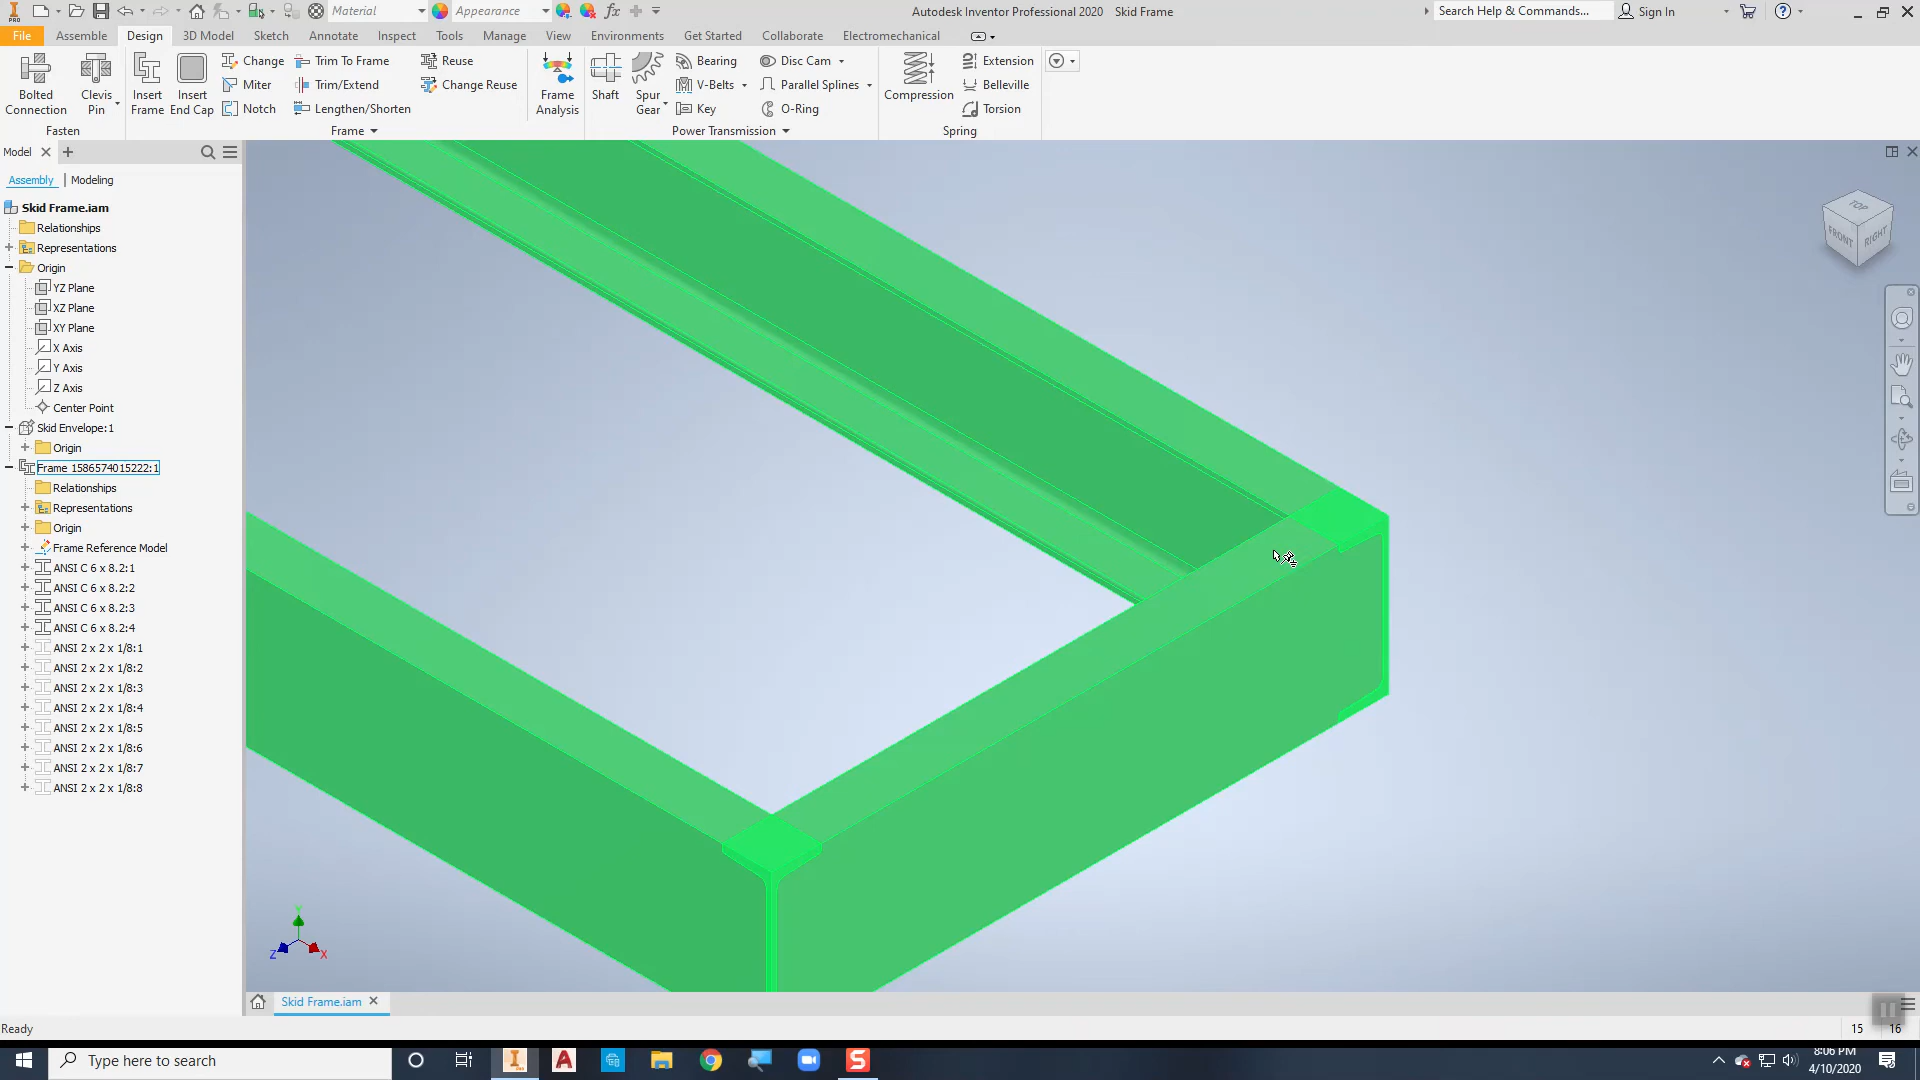 Material
Appearance
Autodesk Inventor Professional 2020 Skid Frame
Search Help & Commands...
Sign In
File Assemble Design 3D Model Sketch Annotate Inspect Tools Manage View Environments Get Started Collaborate Electromechanical
Bolted Connection
Clevis Pin
Fasten
Insert Frame
Insert End Cap
Change
Miter
Notch
Trim To Frame
Trim/Extend
Lengthen/Shorten
Reuse
Change Reuse
Frame
Frame Analysis
Shaft
Spur Gear
Bearing
V-Belts
Key
Disc Cam
Parallel Splines
O-Ring
Power Transmission
Compression
Extension
Belleville
Torsion
Spring
Model
Assembly Modeling
Skid Frame.iam
Relationships
Representations
Origin
YZ Plane
XZ Plane
XY Plane
X Axis
Y Axis
Z Axis
Center Point
Skid Envelope:1
Origin
Frame 1586574015222:1
Relationships
Representations
Origin
Frame Reference Model
ANSI C 6 x 8.2:1
ANSI C 6 x 8.2:2
ANSI C 6 x 8.2:3
ANSI C 6 x 8.2:4
ANSI 2 x 2 x 1/8:1
ANSI 2 x 2 x 1/8:2
ANSI 2 x 2 x 1/8:3
ANSI 2 x 2 x 1/8:4
ANSI 2 x 2 x 1/8:5
ANSI 2 x 2 x 1/8:6
ANSI 2 x 2 x 1/8:7
ANSI 2 x 2 x 1/8:8
TOP
FRONT RIGHT
Y
Z X
Skid Frame.iam
Ready
15 16
Type here to search
8:06 PM
4/10/2020